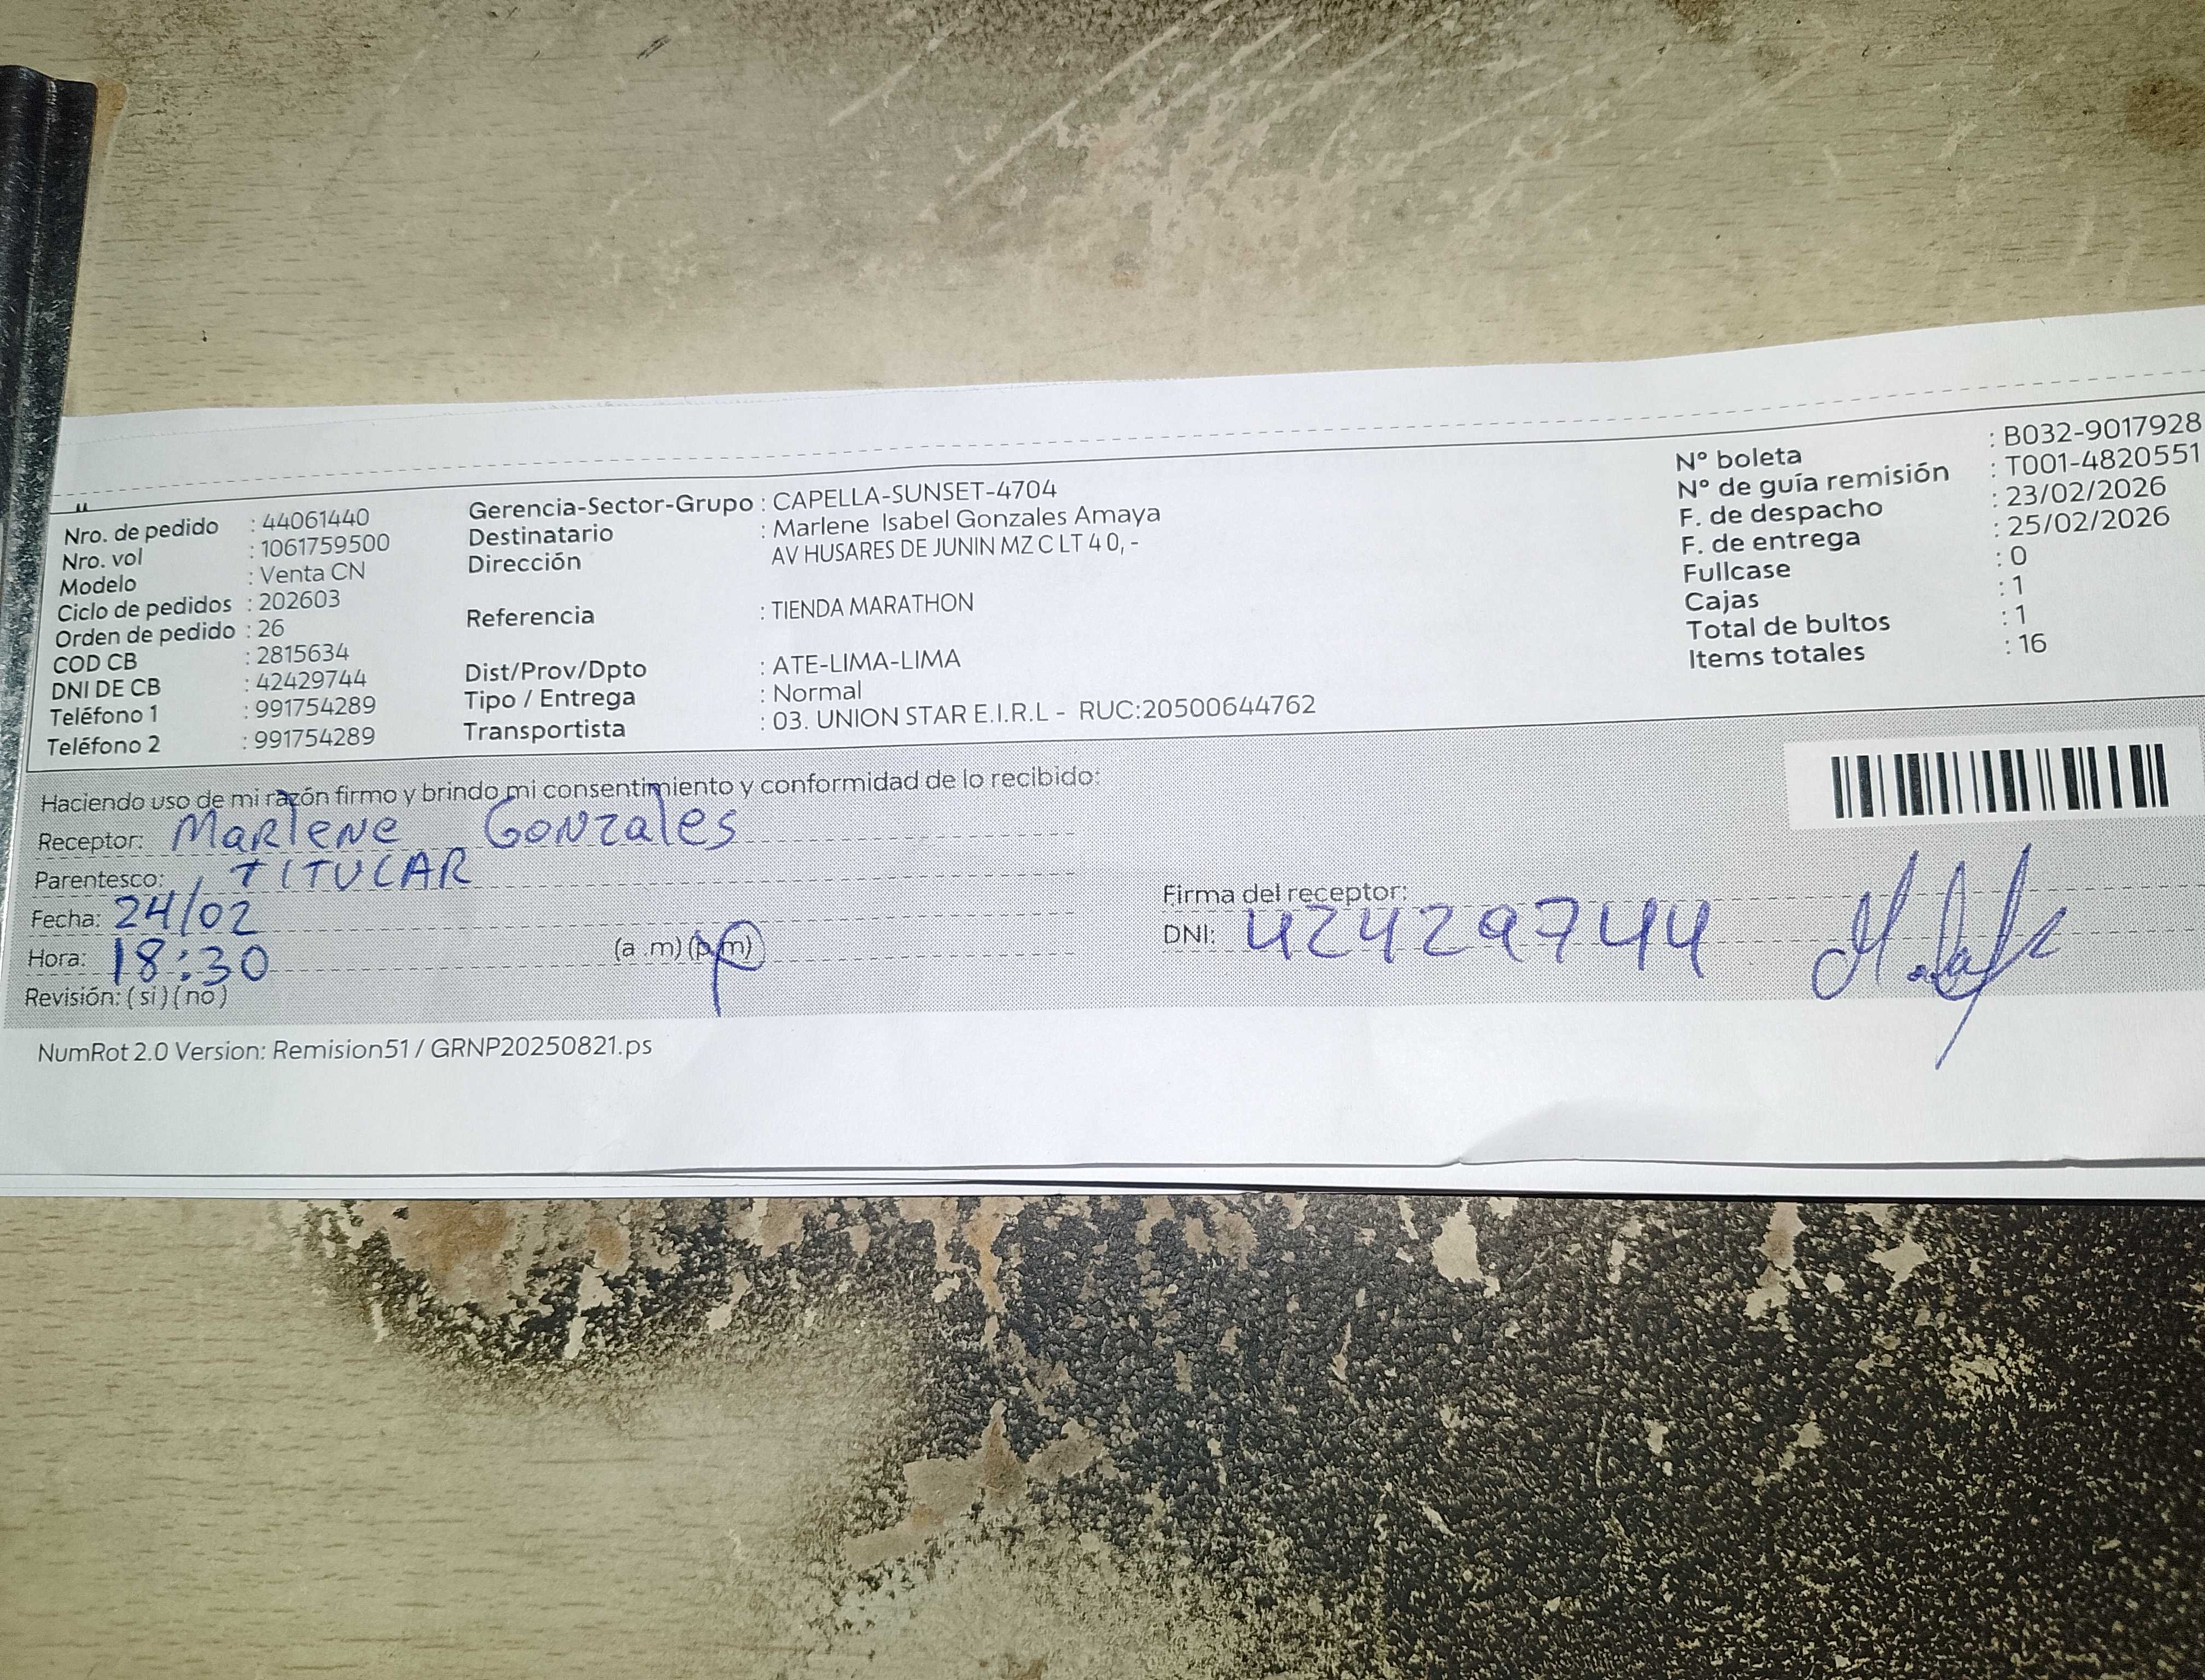 Nro. de pedido : 44061440
Nro. vol : 1061759500
Modelo : Venta CN
Ciclo de pedidos : 202603
Orden de pedido : 26
COD CB : 2815634
DNI DE CB : 42429744
Teléfono 1 : 991754289
Teléfono 2 : 991754289
Gerencia-Sector-Grupo : CAPELLA-SUNSET-4704
Destinatario : Marlene Isabel Gonzales Amaya
Dirección AV HUSARES DE JUNIN MZ C LT 4 0, -
Referencia : TIENDA MARATHON
Dist/Prov/Dpto : ATE-LIMA-LIMA
Tipo / Entrega : Normal
Transportista : 03. UNION STAR E.I.R.L - RUC:20500644762
N° boleta : B032-9017928
N° de guía remisión : T001-4820551
F. de despacho : 23/02/2026
F. de entrega : 25/02/2026
Fullcase : 0
Cajas : 1
Total de bultos : 1
Items totales : 16
Haciendo uso de mi razón firmo y brindo mi consentimiento y conformidad de lo recibido:
Receptor: Marlene Gonzales
Parentesco: TITULAR
Fecha: 24/02
Hora: 18:30 (a .m) (p.m)
Revisión: ( si ) ( no )
Firma del receptor:
DNI: 42429744
NumRot 2.0 Version: Remision51 / GRNP20250821.ps